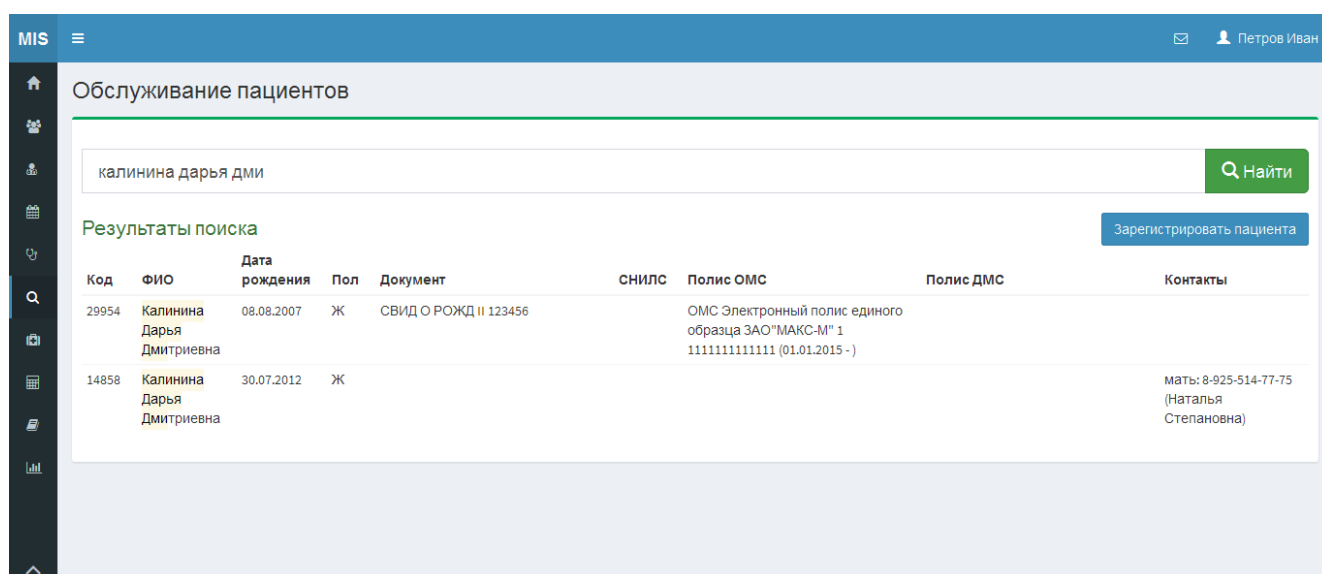 MIS
Петров Иван
Обслуживание пациентов
калинина дарья дми
Найти
Результаты поиска
Зарегистрировать пациента
Код ФИО Дата рождения Пол Документ СНИЛС Полис ОМС Полис ДМС Контакты
29954 Калинина 08.08.2007 Ж СВИД О РОЖД II 123456 ОМС Электронный полис единого
Дарья образца ЗАО"МАКС-М" 1
Дмитриевна 1111111111111 (01.01.2015 - )
14858 Калинина 30.07.2012 Ж мать: 8-925-514-77-75
Дарья (Наталья
Дмитриевна Степановна)